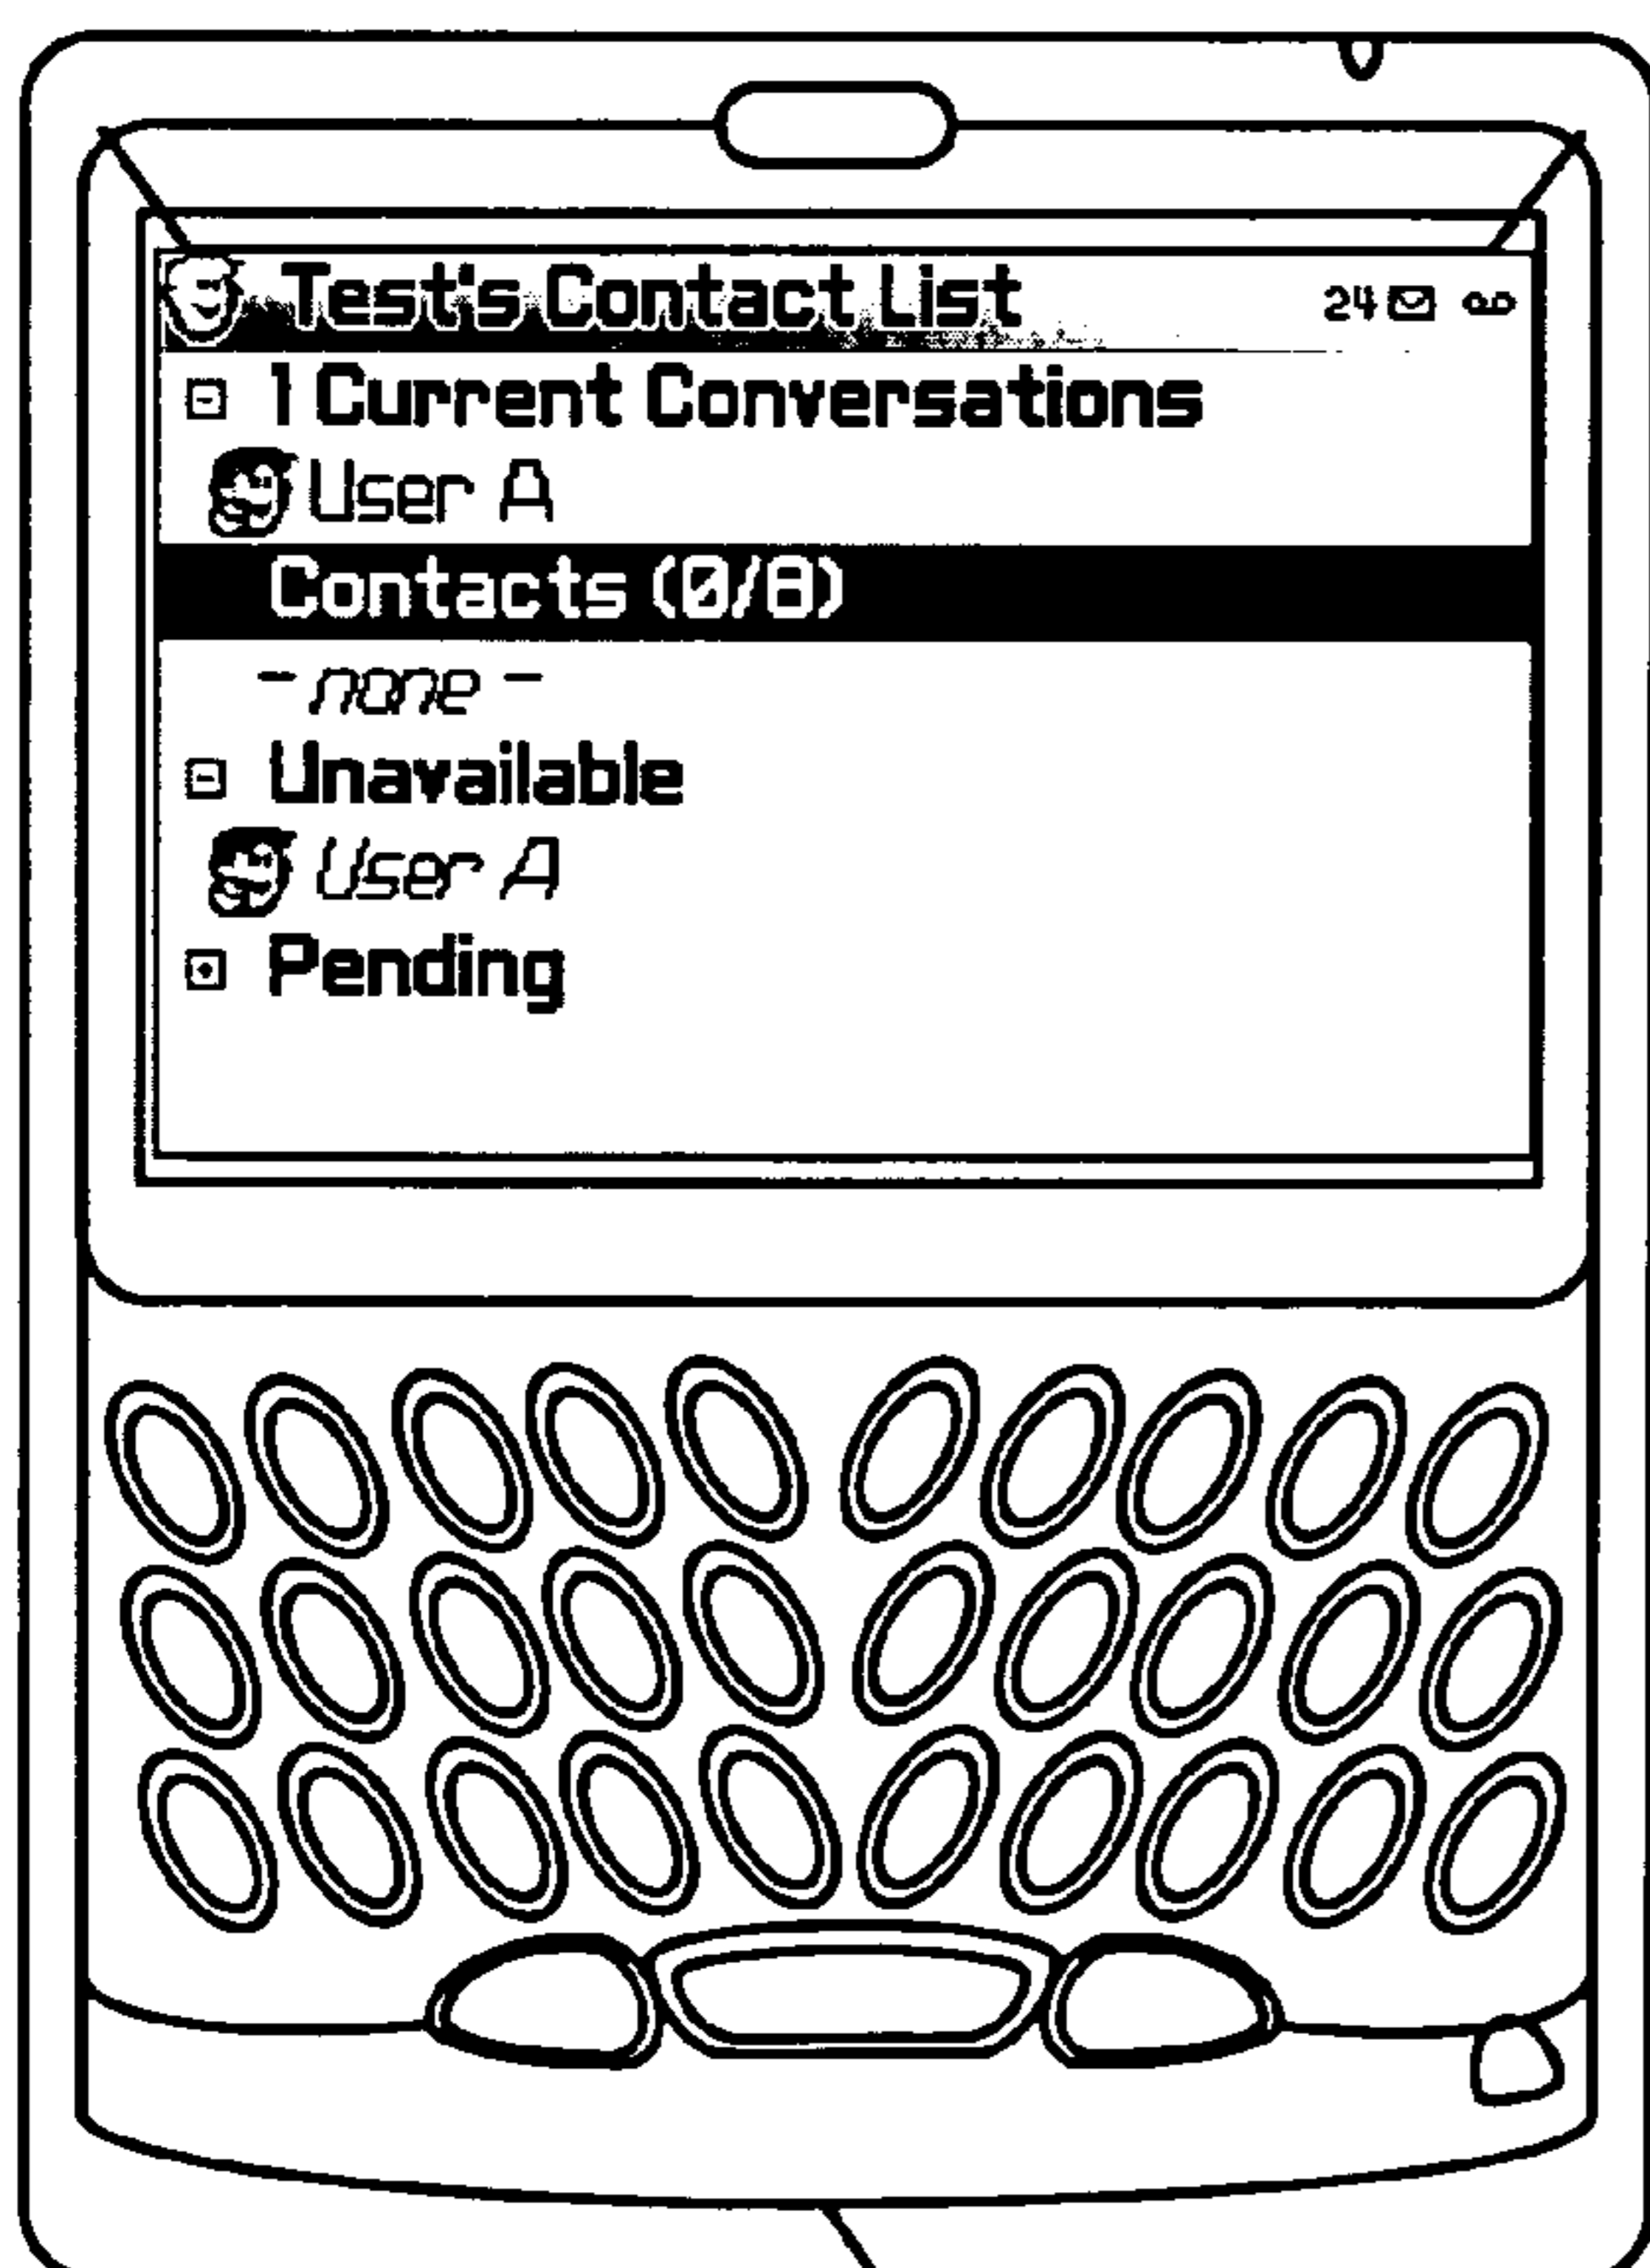 Test's Contact List 24
1 Current Conversations
User A
Contacts (0/8)
- none -
Unavailable
User A
Pending